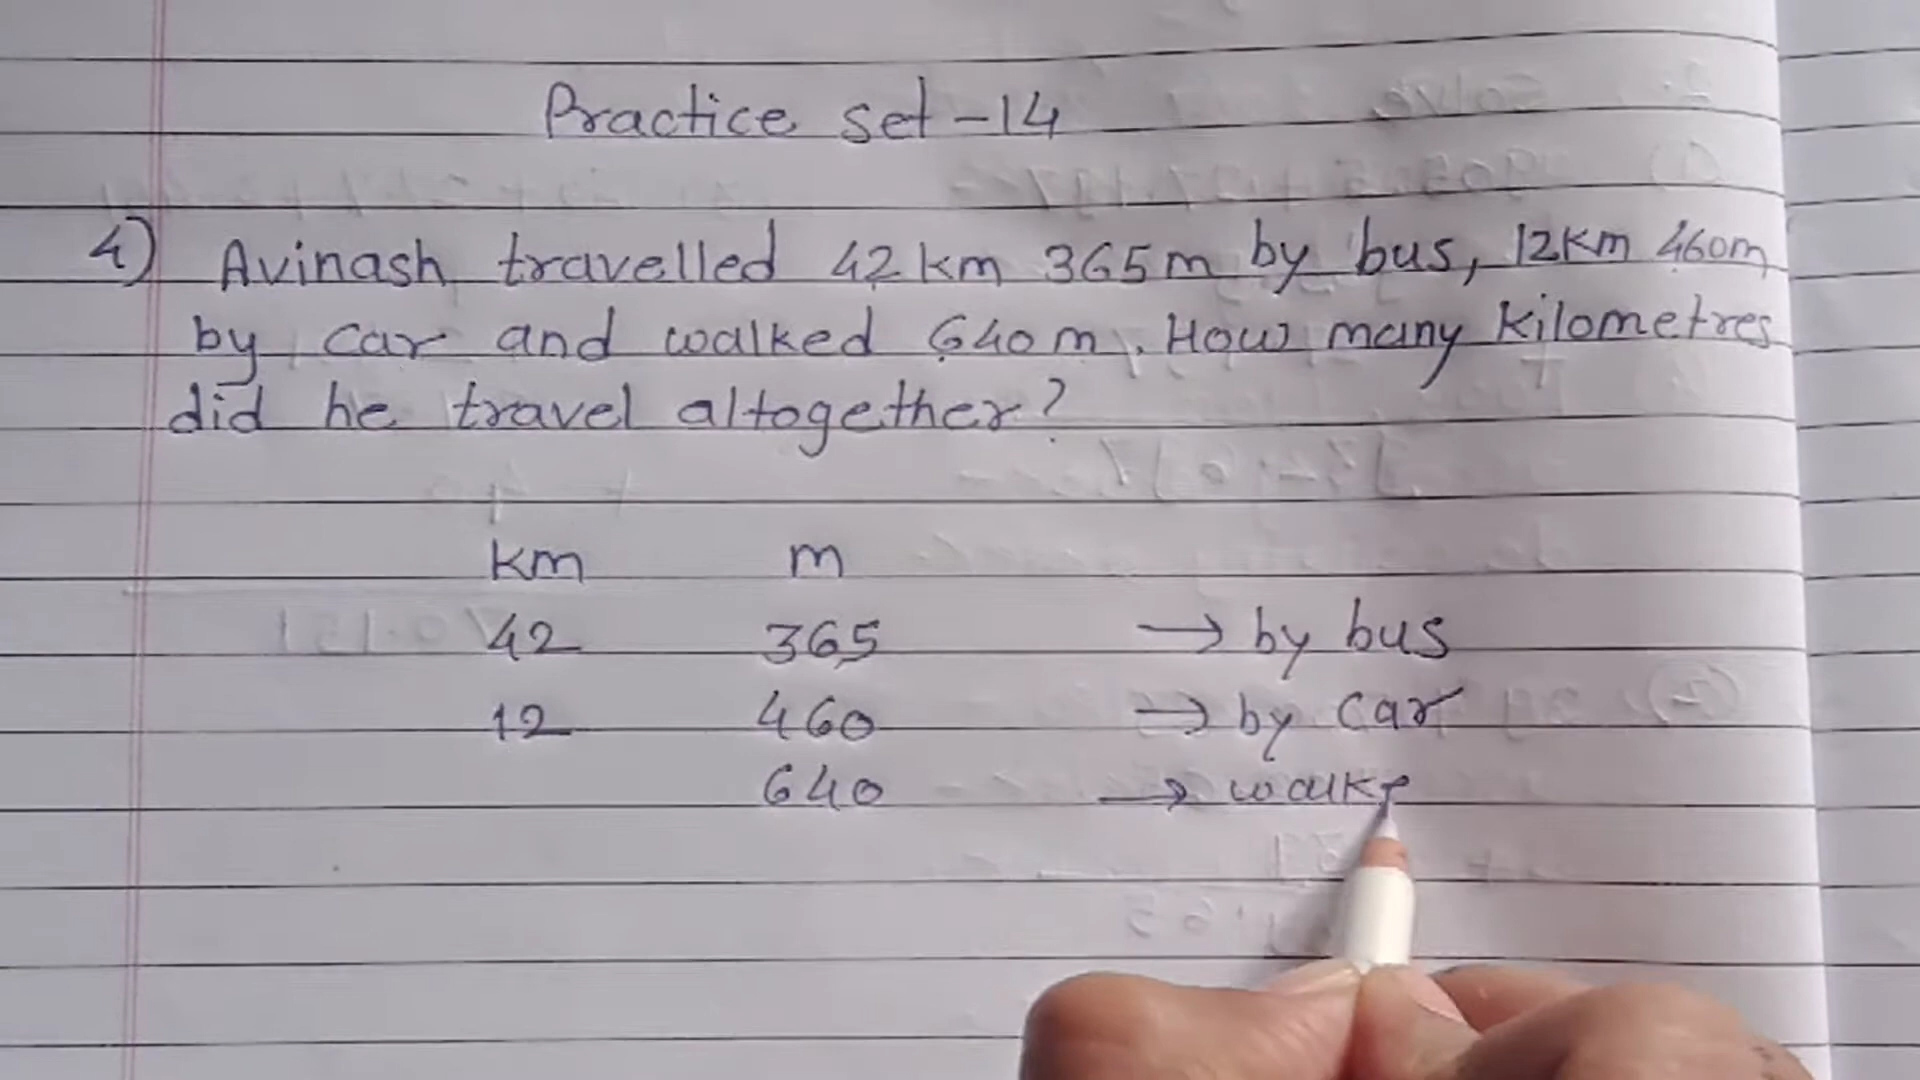 Practice set - 14
4) Avinash travelled 42 km 365 m by bus, 12 km 460m
by car and walked 640 m. How many kilometres
did he travel altogether?
km m
42 365 → by bus
12 460 → by car
640 → walke